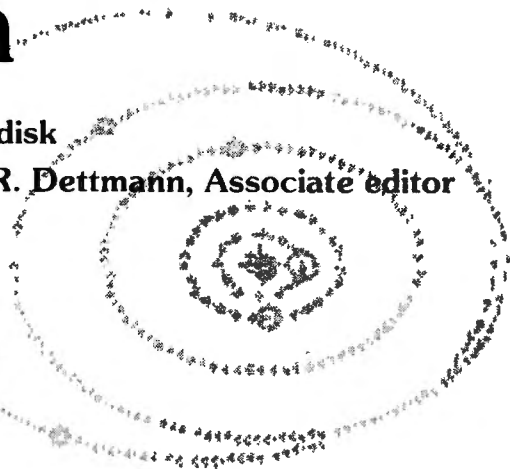 n
disk
R. Dettmann, Associate editor